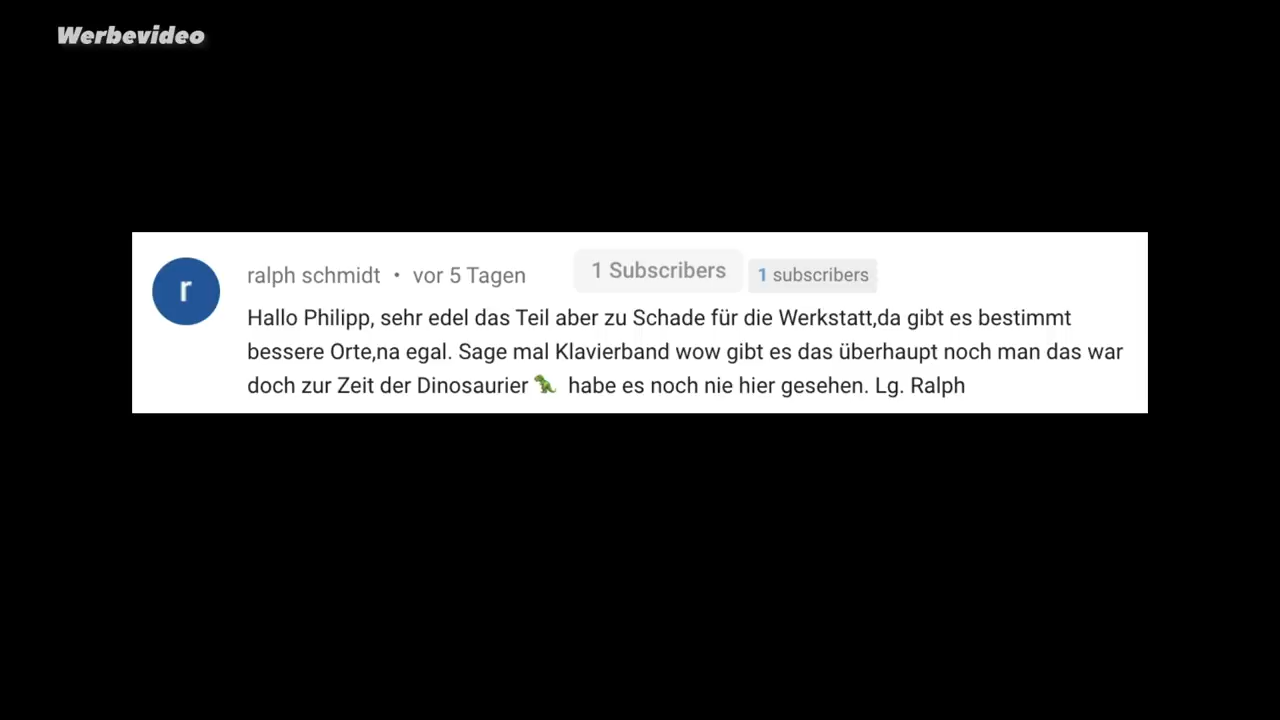 Werbevideo
ralph schmidt • vor 5 Tagen 1 Subscribers 1 subscribers
r
Hallo Philipp, sehr edel das Teil aber zu Schade für die Werkstatt,da gibt es bestimmt
bessere Orte,na egal. Sage mal Klavierband wow gibt es das überhaupt noch man das war
doch zur Zeit der Dinosaurier 🦖 habe es noch nie hier gesehen. Lg. Ralph